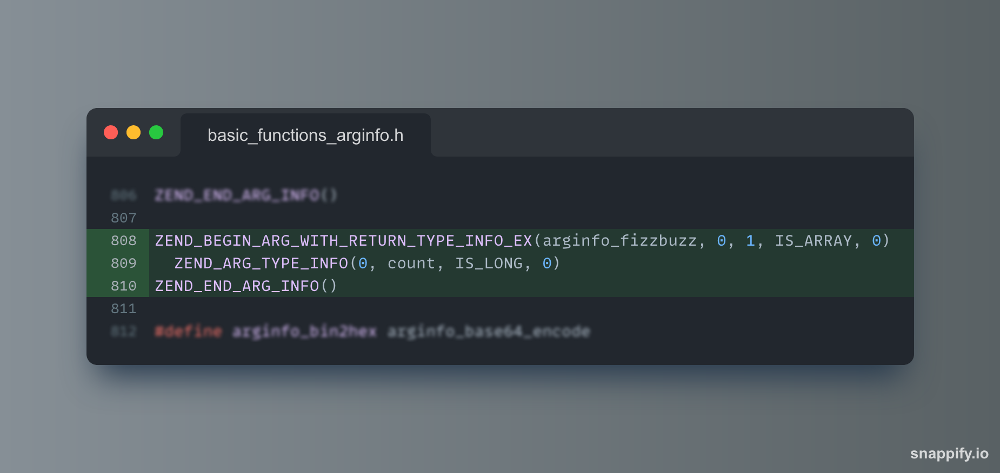 basic_functions_arginfo.h
806 ZEND_END_ARG_INFO()
807
808 ZEND_BEGIN_ARG_WITH_RETURN_TYPE_INFO_EX(arginfo_fizzbuzz, 0, 1, IS_ARRAY, 0)
809 ZEND_ARG_TYPE_INFO(0, count, IS_LONG, 0)
810 ZEND_END_ARG_INFO()
811
812 #define arginfo_bin2hex arginfo_base64_encode
snappify.io